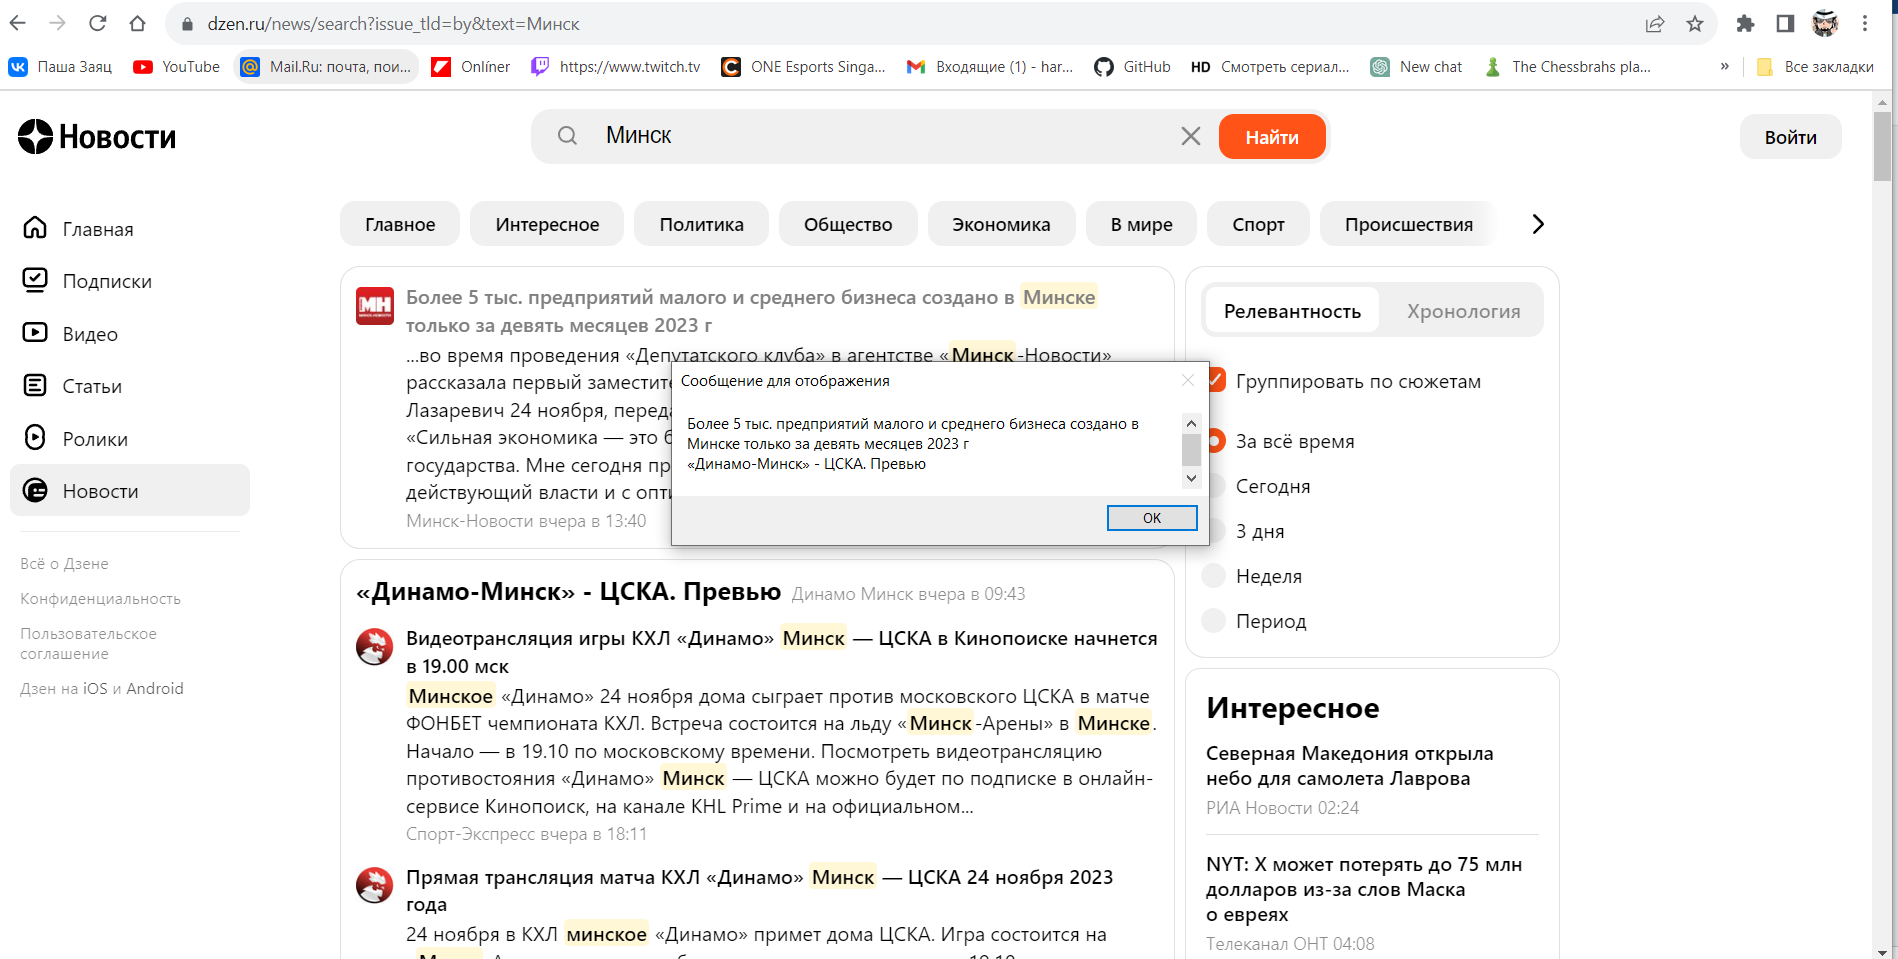 dzen.ru/news/search?issue_tld=by&text=Минск
Паша Заяц
YouTube
Mail.Ru: почта, пои...
Onliner
https://www.twitch.tv
ONE Esports Singa...
Входящие (1) - har...
GitHub
HD Смотреть сериал...
New chat
The Chessbrahs pla...
»
Все закладки
Новости
Минск
Найти
Войти
Главная
Подписки
Видео
Статьи
Ролики
Новости
Всё о Дзене
Конфиденциальность
Пользовательское
соглашение
Дзен на iOS и Android
Главное
Интересное
Политика
Общество
Экономика
В мире
Спорт
Происшествия
МН
Более 5 тыс. предприятий малого и среднего бизнеса создано в Минске
только за девять месяцев 2023 г
...во время проведения «Депутатского клуба» в агентстве «Минск-Новости»
рассказала первый заместите
Лазаревич 24 ноября, переда
«Сильная экономика — это б
государства. Мне сегодня пр
действующий власти и с опти
Минск-Новости вчера в 13:40
Сообщение для отображения
Более 5 тыс. предприятий малого и среднего бизнеса создано в
Минске только за девять месяцев 2023 г
«Динамо-Минск» - ЦСКА. Превью
OK
«Динамо-Минск» - ЦСКА. Превью Динамо Минск вчера в 09:43
Видеотрансляция игры КХЛ «Динамо» Минск — ЦСКА в Кинопоиске начнется
в 19.00 мск
Минское «Динамо» 24 ноября дома сыграет против московского ЦСКА в матче
ФОНБЕТ чемпионата КХЛ. Встреча состоится на льду «Минск-Арены» в Минске.
Начало — в 19.10 по московскому времени. Посмотреть видеотрансляцию
противостояния «Динамо» Минск — ЦСКА можно будет по подписке в онлайн-
сервисе Кинопоиск, на канале KHL Prime и на официальном...
Спорт-Экспресс вчера в 18:11
Прямая трансляция матча КХЛ «Динамо» Минск — ЦСКА 24 ноября 2023
года
24 ноября в КХЛ минское «Динамо» примет дома ЦСКА. Игра состоится на
Релевантность
Хронология
Группировать по сюжетам
За всё время
Сегодня
3 дня
Неделя
Период
Интересное
Северная Македония открыла
небо для самолета Лаврова
РИА Новости 02:24
NYT: X может потерять до 75 млн
долларов из-за слов Маска
о евреях
Телеканал ОНТ 04:08